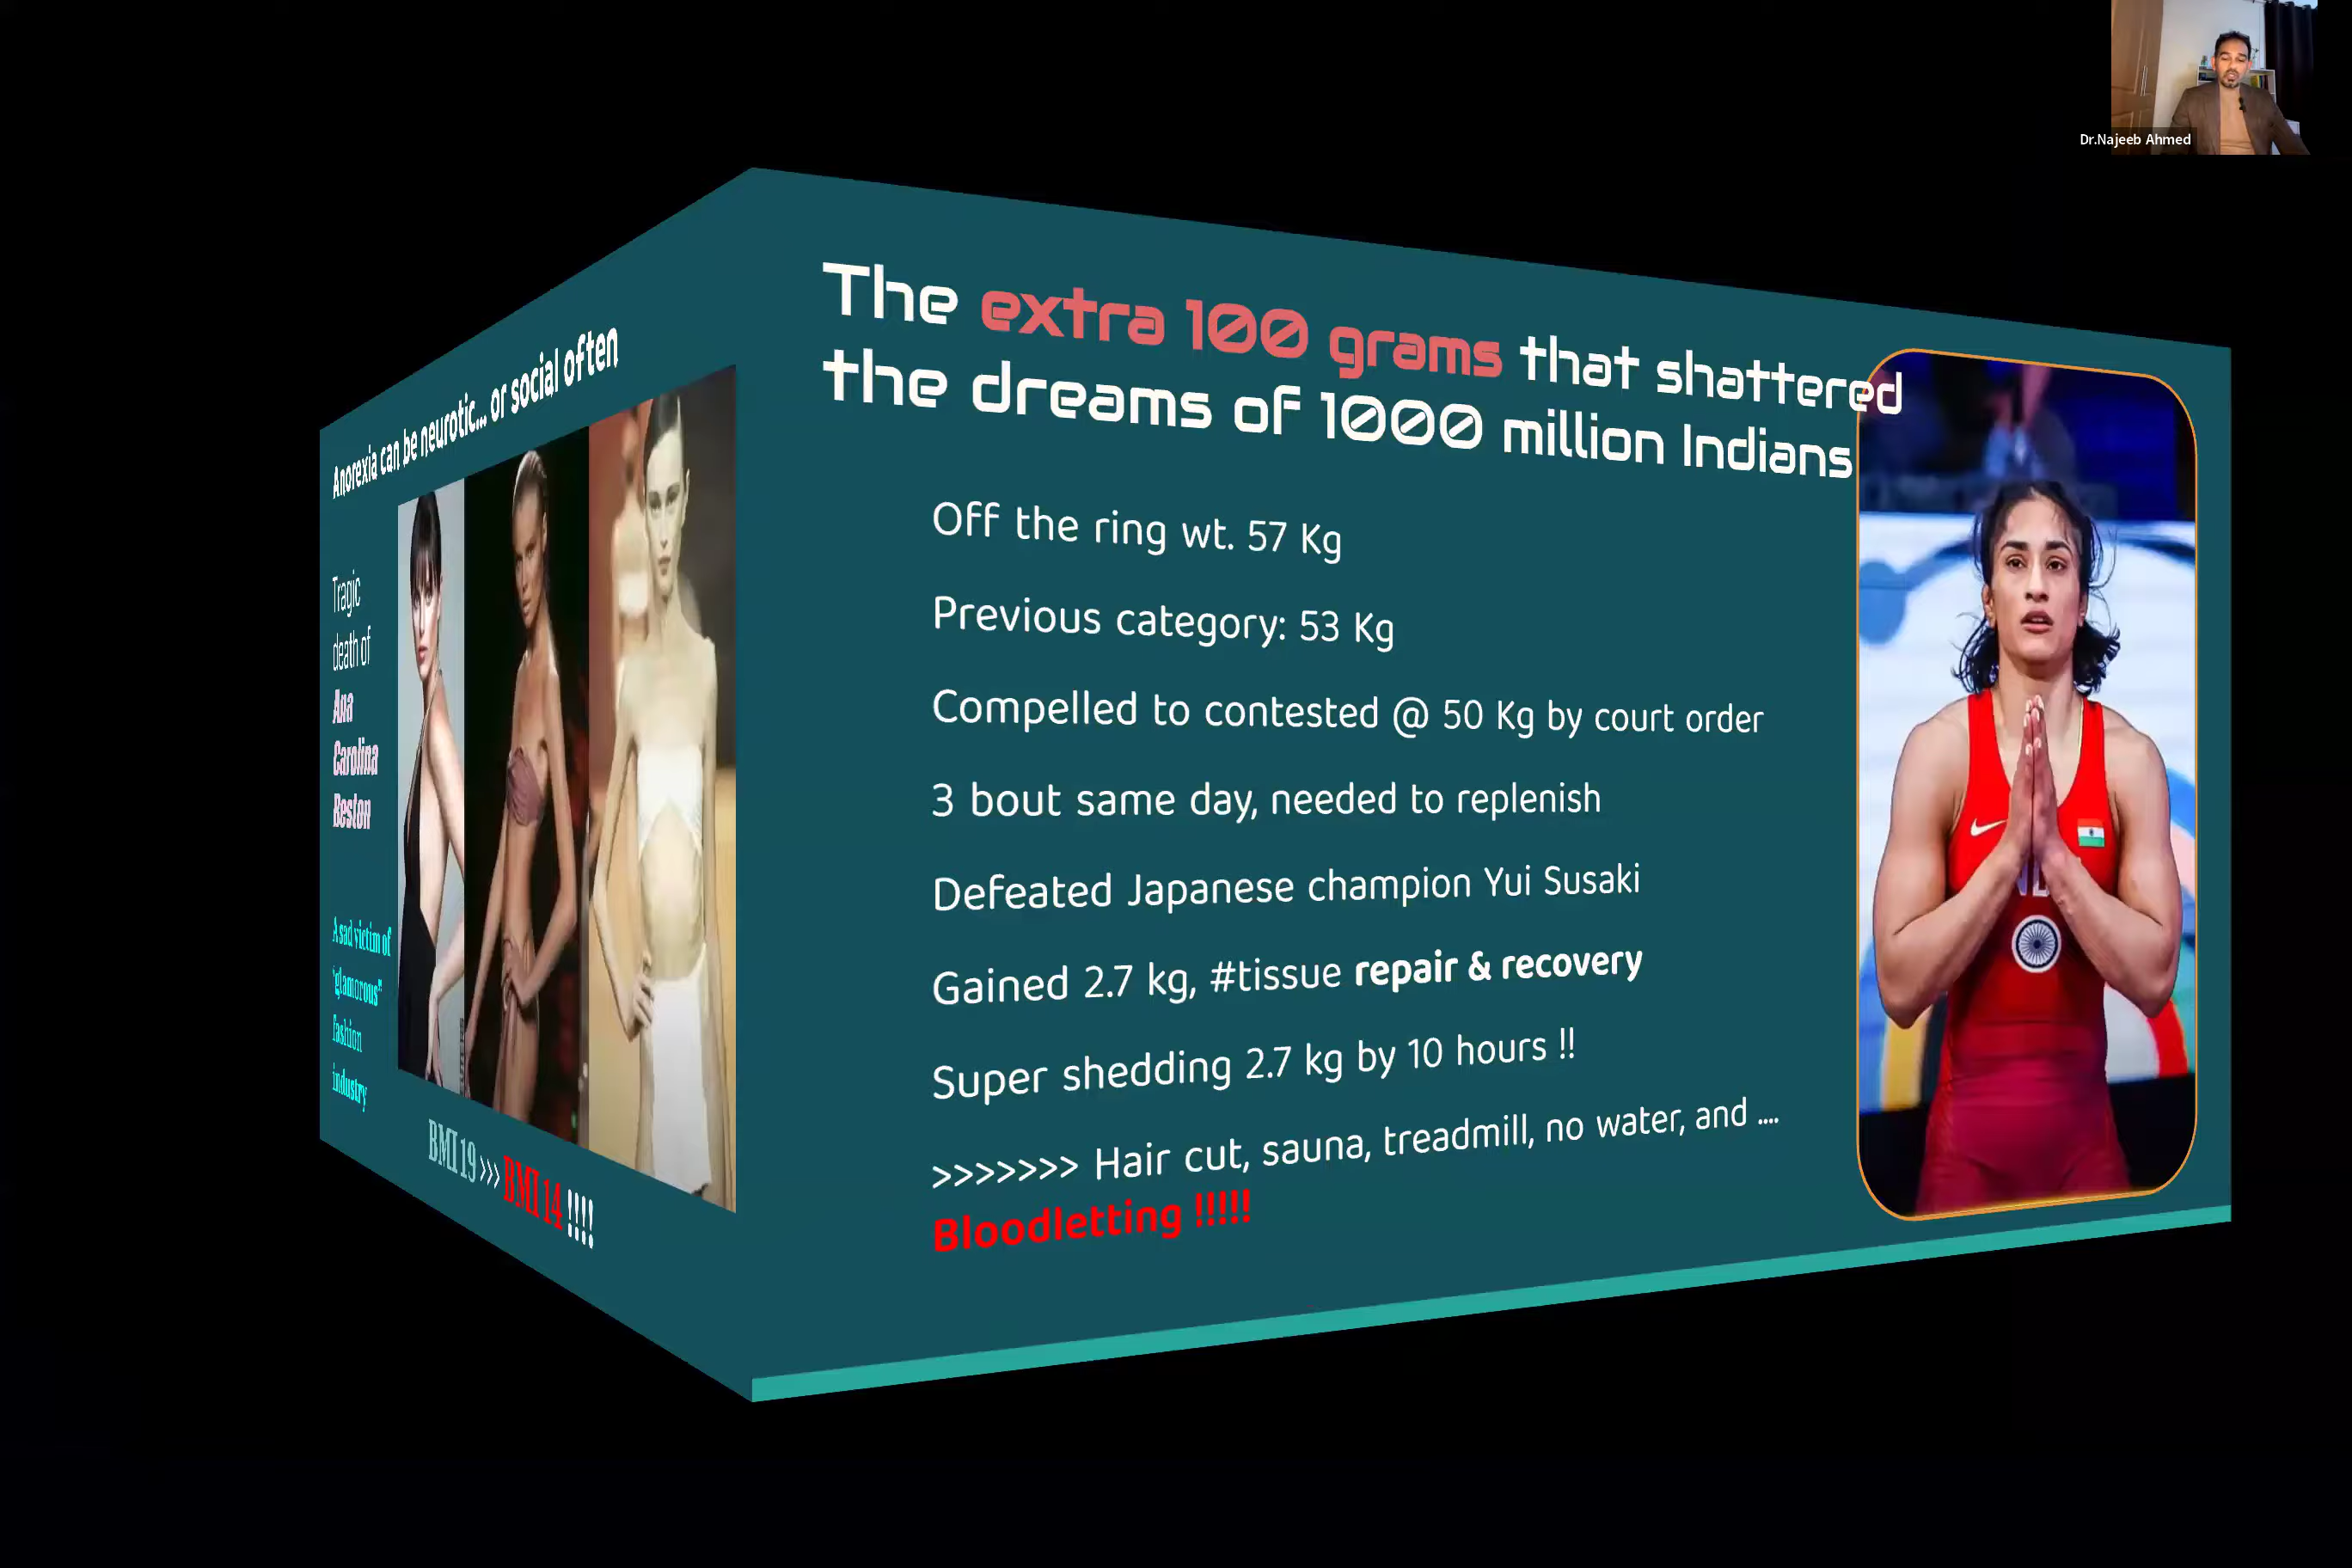 Dr.Najeeb Ahmed
Anorexia can be neurotic... or social often
Tragic
death of
Ana
Carolina
Reston
A sad victim of
"glamorous"
fashion
industry
BMI 19 >>> BMI 14 !!!!
The extra 100 grams that shattered
the dreams of 1000 million Indians
Off the ring wt. 57 Kg
Previous category: 53 Kg
Compelled to contested @ 50 Kg by court order
3 bout same day, needed to replenish
Defeated Japanese champion Yui Susaki
Gained 2.7 kg, #tissue repair & recovery
Super shedding 2.7 kg by 10 hours !!
>>>>>>> Hair cut, sauna, treadmill, no water, and ....
Bloodletting !!!!!